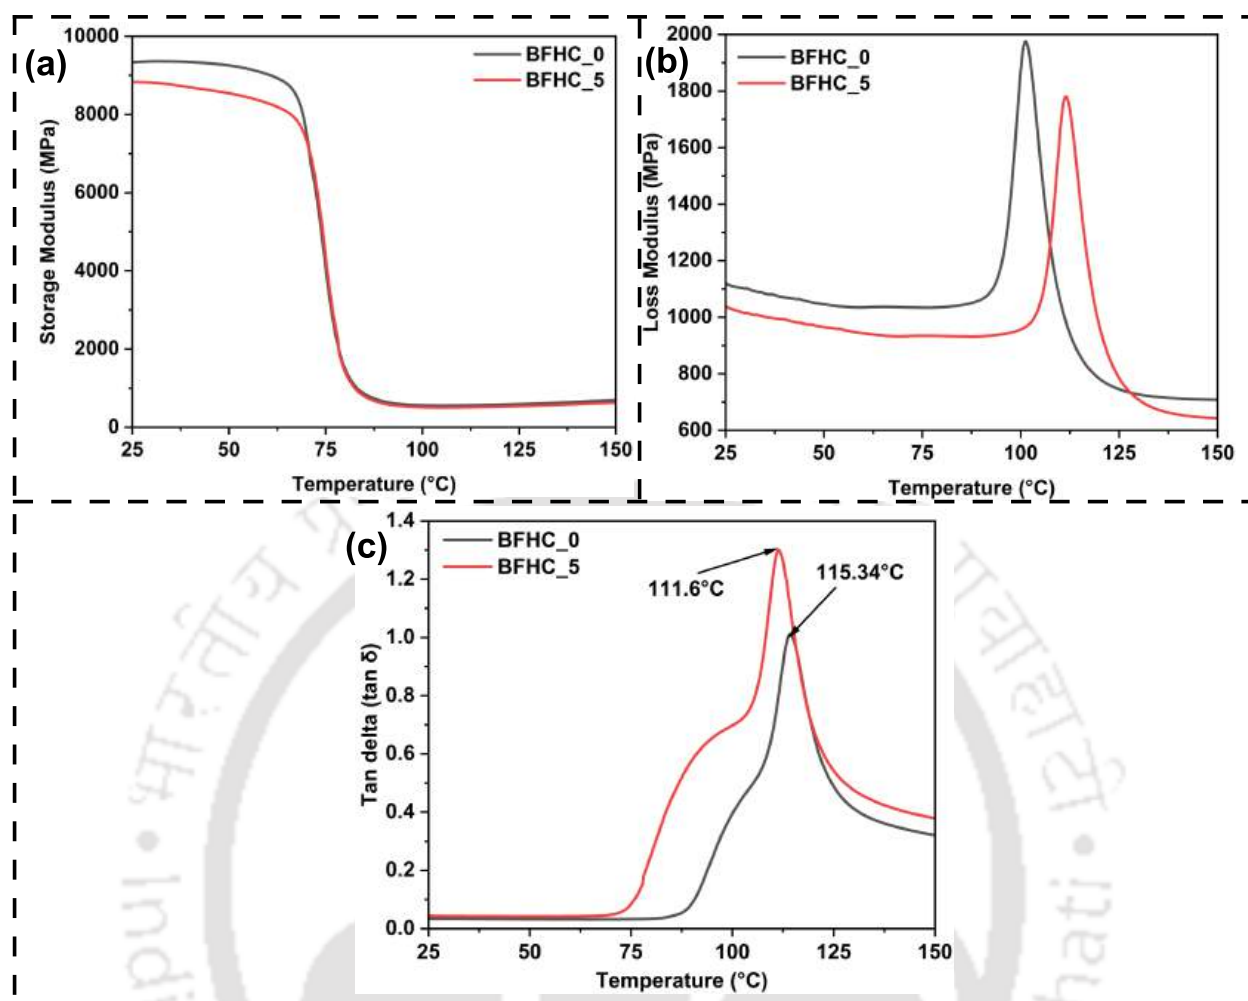 (a)
10000
8000
6000
4000
2000
0
25 50 75 100 125 150
Storage Modulus (MPa)
Temperature (°C)
BFHC_0
BFHC_5
(b)
2000
1800
1600
1400
1200
1000
800
600
25 50 75 100 125 150
Loss Modulus (MPa)
Temperature (°C)
BFHC_0
BFHC_5
(c)
1.4
1.2
1.0
0.8
0.6
0.4
0.2
0.0
25 50 75 100 125 150
Tan delta (tan δ)
Temperature (°C)
BFHC_0
BFHC_5
111.6°C
115.34°C
भारतीय